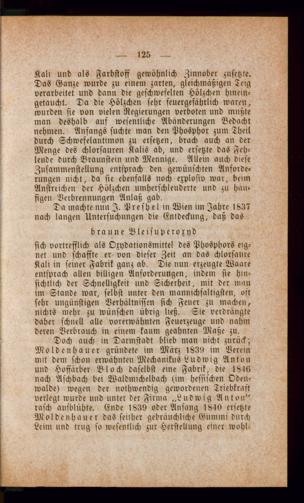 — 125 —
Kali und als Farbstoff gewöhnlich Zinnober zusetzte.
Das Ganze wurde zu einem zarten, gleichmäßigen Teig
verarbeitet und dann die geschwefelten Hölzchen hinein-
getaucht. Da die Hölzchen sehr feuergefährlich waren,
wurden sie von vielen Regierungen verboten und mußte
man deshalb auf wesentliche Abänderungen Bedacht
nehmen. Anfangs suchte man den Phosphor zum Theil
durch Schwefelantimon zu ersetzen, brach auch an der
Menge des chlorsauren Kalis ab, und ersetzte das Feh-
lende durch Braunstein und Mennige. Allein auch diese
Zusammenstellung entsprach den gewünschten Anforde-
rungen nicht, da sie ebenfalls noch explosiv war, beim
Anstreichen der Hölzchen umherschleuderte und zu häu-
figen Verbrennungen Anlaß gab.
Da machte nun J. Preshel in Wien im Jahre 1837
nach langen Untersuchungen die Entdeckung, daß das
braune Bleisuperoxyd
sich vortrefflich als Oxydationsmittel des Phosphors eig-
net und schaffte er von dieser Zeit an das chlorsaure
Kali in seiner Fabrik ganz ab. Die nun erzeugte Waare
entsprach allen billigen Anforderungen, indem sie hin-
sichtlich der Schnelligkeit und Sicherheit, mit der man
im Stande war, selbst unter den mannichfaltigsten, oft
sehr ungünstigen Verhältnissen sich Feuer zu machen,
nichts mehr zu wünschen übrig ließ. Sie verdrängte
daher schnell alle vorerwähnten Feuerzeuge und nahm
deren Verbrauch in einem kaum geahnten Maße zu.
Doch auch in Darmstadt blieb man nicht zurück;
Moldenhauer gründete im März 1839 im Verein
mit dem schon erwähnten Mechanikus Ludwig Anton
und Hoffärber Bloch daselbst eine Fabrik, die 1846
nach Aschbach bei Waldmichelbach (im hessischen Oden-
walde) wegen der nothwendig gewordenen Triebkraft
verlegt wurde und unter der Firma „Ludwig Anton"
rasch aufblühte. Ende 1839 oder Anfang 1840 ersetzte
Moldenhauer das seither gebräuchliche Gummi durch
Leim und trug so wesentlich zur Herstellung einer wohl-